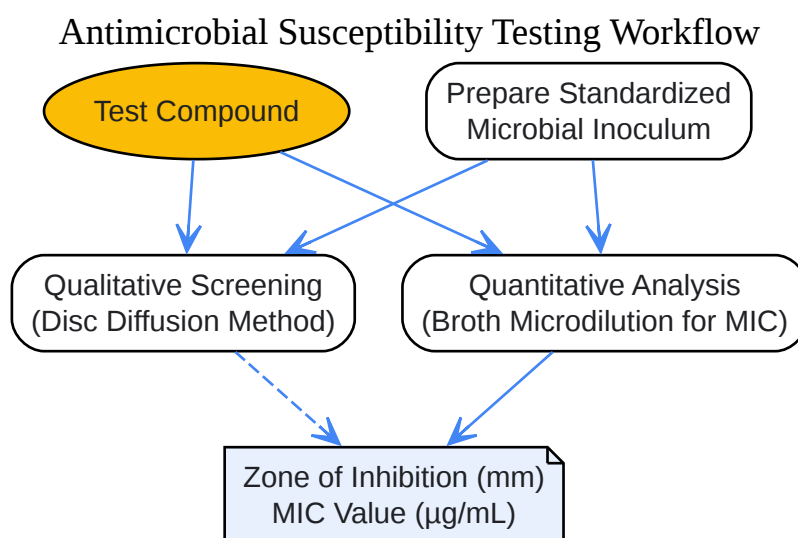 Antimicrobial Susceptibility Testing Workflow
Test Compound
Prepare Standardized
Microbial Inoculum
Qualitative Screening
(Disc Diffusion Method)
Quantitative Analysis
(Broth Microdilution for MIC)
Zone of Inhibition (mm)
MIC Value (µg/mL)